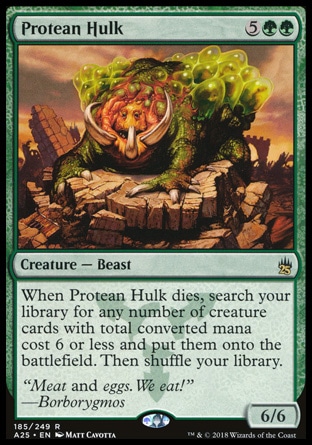 Protean Hulk 5
Creature — Beast
25
When Protean Hulk dies, search your
library for any number of creature
cards with total converted mana
cost 6 or less and put them onto the
battlefield. Then shuffle your library.
"Meat and eggs. We eat!"
—Borborygmos
6/6
185/249 R
A25 • EN MATT CAVOTTA
™ & © 2018 Wizards of the Coast